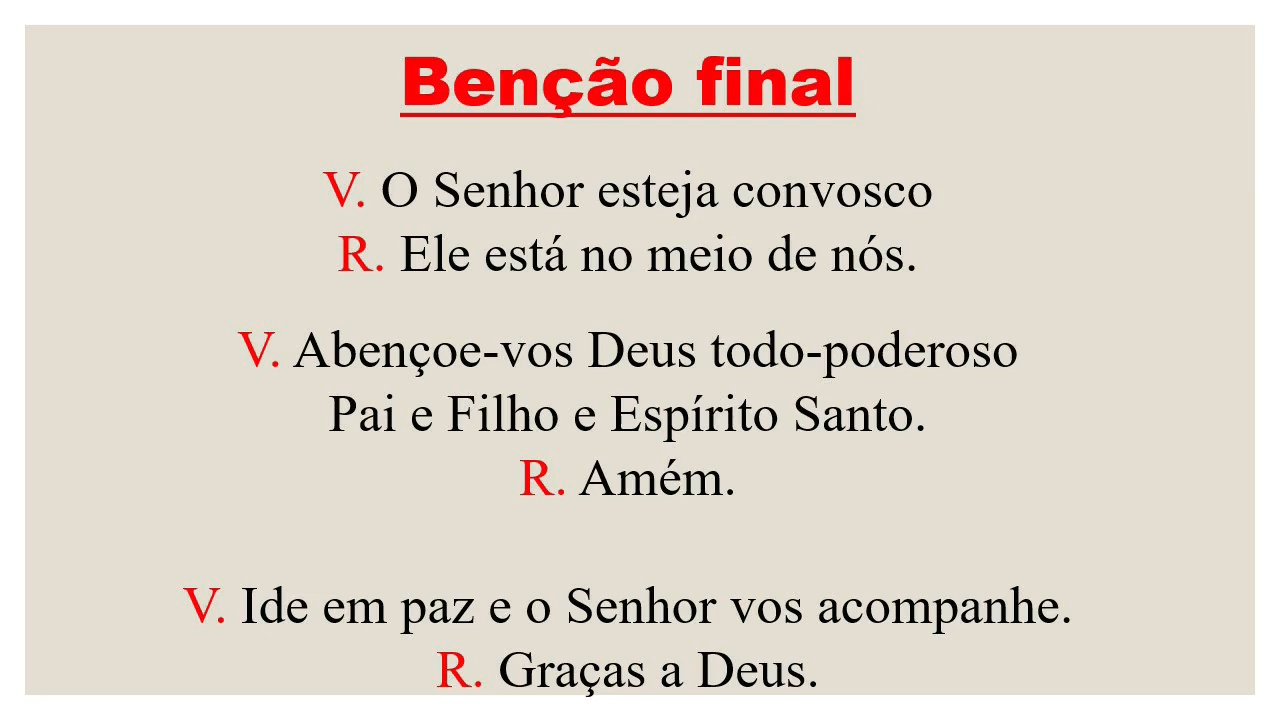 Benção final
V. O Senhor esteja convosco
R. Ele está no meio de nós.
V. Abençoe-vos Deus todo-poderoso
Pai e Filho e Espírito Santo.
R. Amém.
V. Ide em paz e o Senhor vos acompanhe.
R. Graças a Deus.